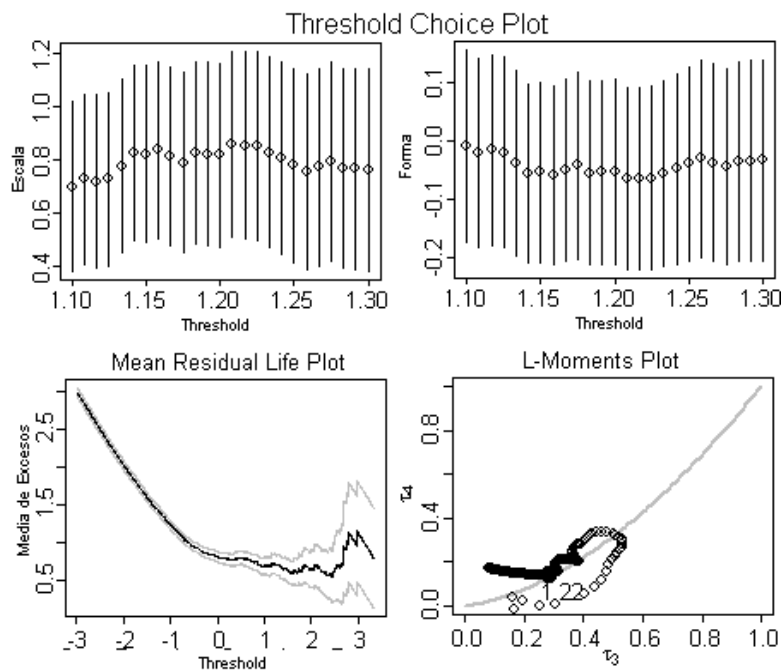 Threshold Choice Plot
Escala
0.4 0.6 0.8 1.0 1.2
1.10 1.15 1.20 1.25 1.30
Threshold
Forma
-0.2 -0.1 0.0 0.1
1.10 1.15 1.20 1.25 1.30
Threshold
Mean Residual Life Plot
Media de Excesos
0.5 1.5 2.5
-3 -2 -1 0 1 2 3
Threshold
L-Moments Plot
τ4
0.0 0.4 0.8
1.22
0.0 0.2 0.4 0.6 0.8 1.0
τ3